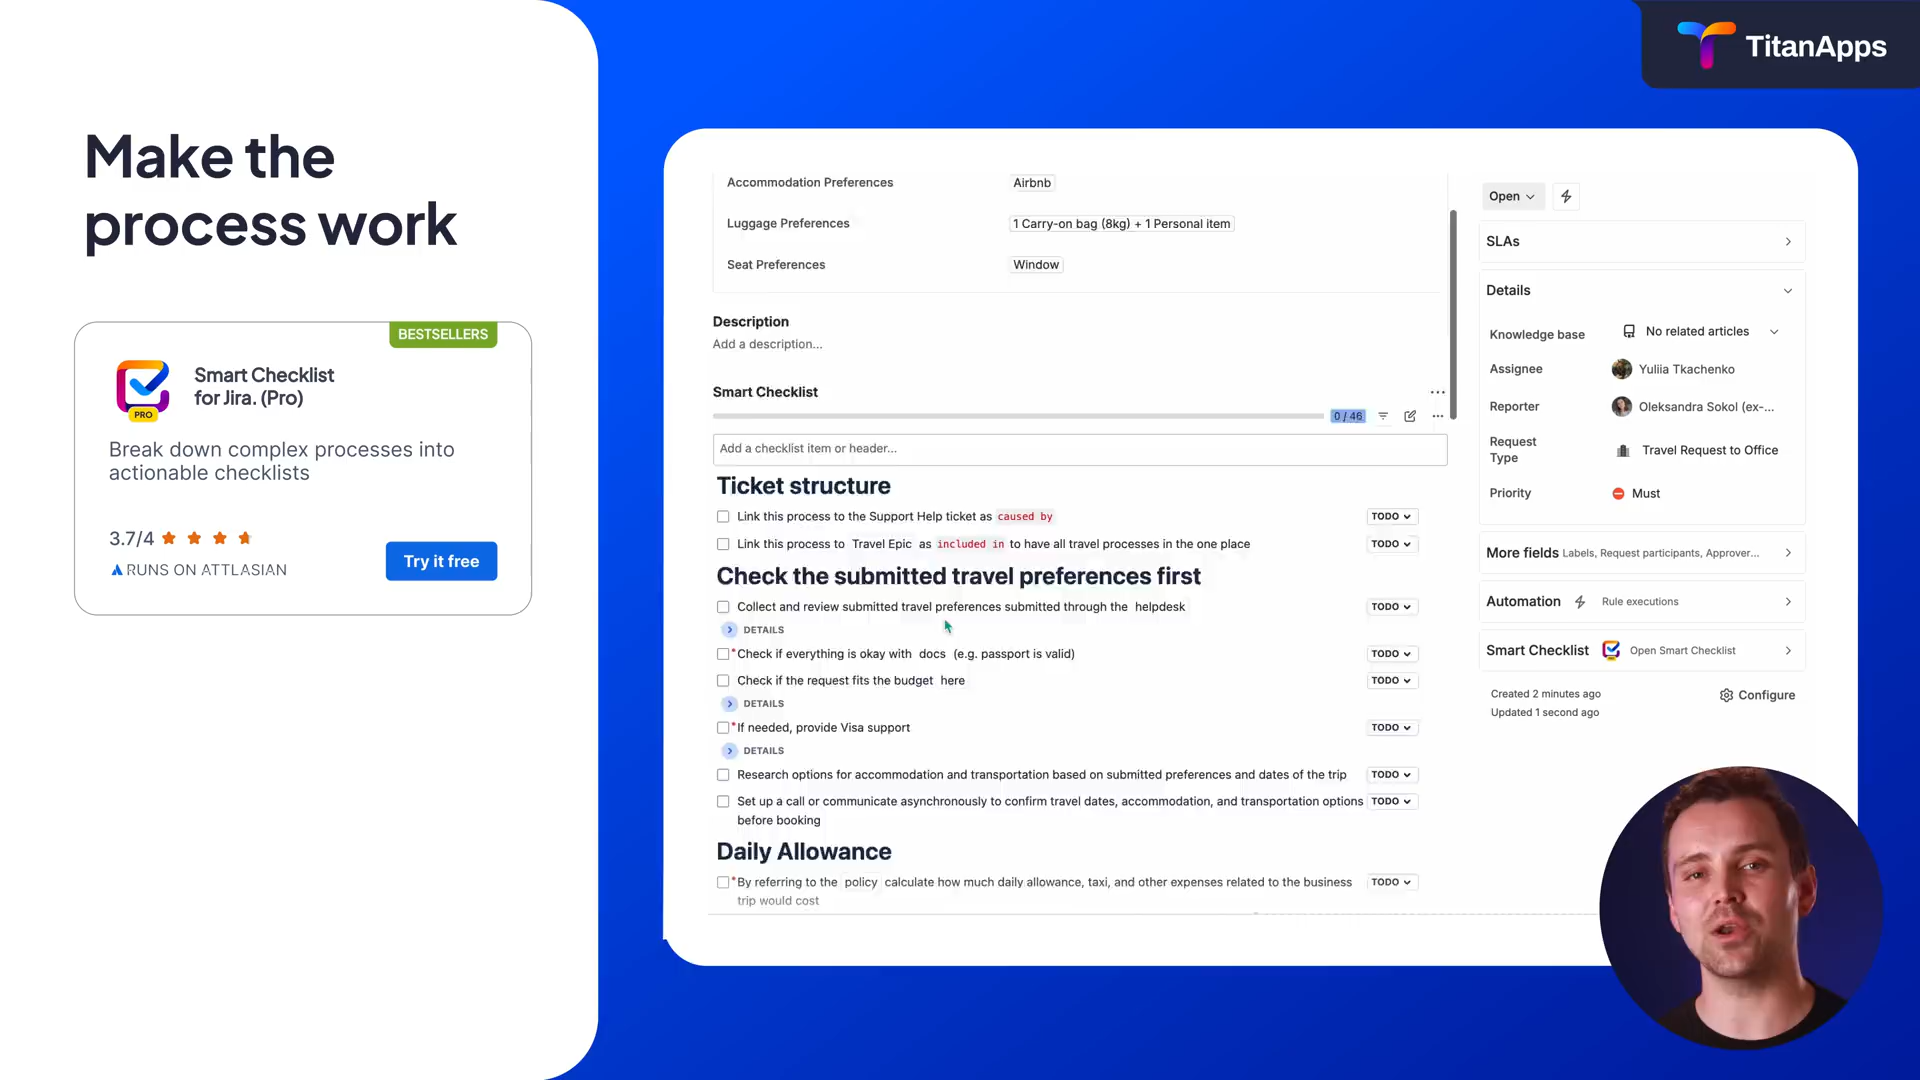 TitanApps
Make the
process work
BESTSELLERS
Smart Checklist
for Jira. (Pro)
PRO
Break down complex processes into
actionable checklists
3.7/4
RUNS ON ATTLASIAN
Try it free
Accommodation Preferences
Airbnb
Luggage Preferences
1 Carry-on bag (8kg) + 1 Personal item
Seat Preferences
Window
Description
Add a description...
Smart Checklist
0 / 46
Add a checklist item or header...
Ticket structure
Link this process to the Support Help ticket as caused by
TODO
Link this process to Travel Epic as included in to have all travel processes in the one place
TODO
Check the submitted travel preferences first
Collect and review submitted travel preferences submitted through the helpdesk
TODO
DETAILS
*Check if everything is okay with docs (e.g. passport is valid)
TODO
Check if the request fits the budget here
TODO
DETAILS
*If needed, provide Visa support
TODO
DETAILS
Research options for accommodation and transportation based on submitted preferences and dates of the trip
TODO
Set up a call or communicate asynchronously to confirm travel dates, accommodation, and transportation options
TODO
before booking
Daily Allowance
*By referring to the policy calculate how much daily allowance, taxi, and other expenses related to the business
TODO
trip would cost
Open
SLAs
Details
Knowledge base
No related articles
Assignee
Yuliia Tkachenko
Reporter
Oleksandra Sokol (ex-...
Request
Type
Travel Request to Office
Priority
Must
More fields Labels, Request participants, Approver...
Automation Rule executions
Smart Checklist Open Smart Checklist
Created 2 minutes ago
Configure
Updated 1 second ago